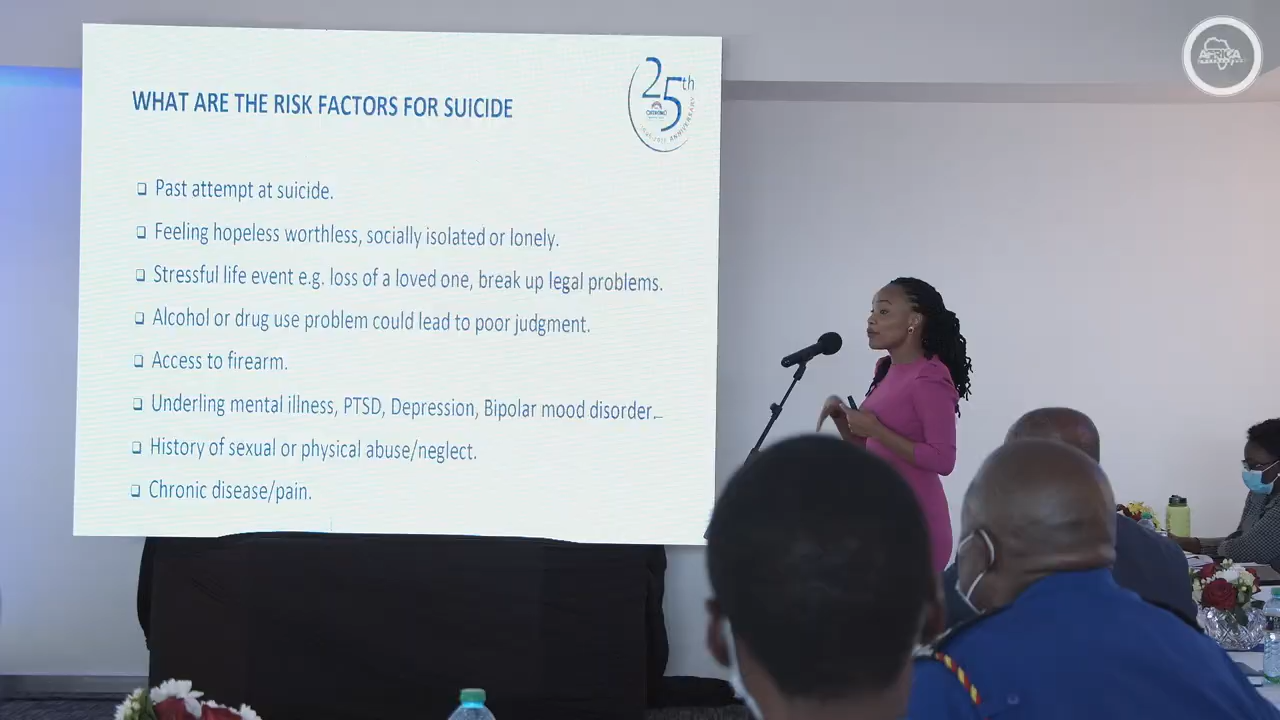 WHAT ARE THE RISK FACTORS FOR SUICIDE
25th
ANNIVERSARY
Past attempt at suicide.
Feeling hopeless worthless, socially isolated or lonely.
Stressful life event e.g. loss of a loved one, break up legal problems.
Alcohol or drug use problem could lead to poor judgment.
Access to firearm.
Underling mental illness, PTSD, Depression, Bipolar mood disorder...
History of sexual or physical abuse/neglect.
Chronic disease/pain.
AFRICA